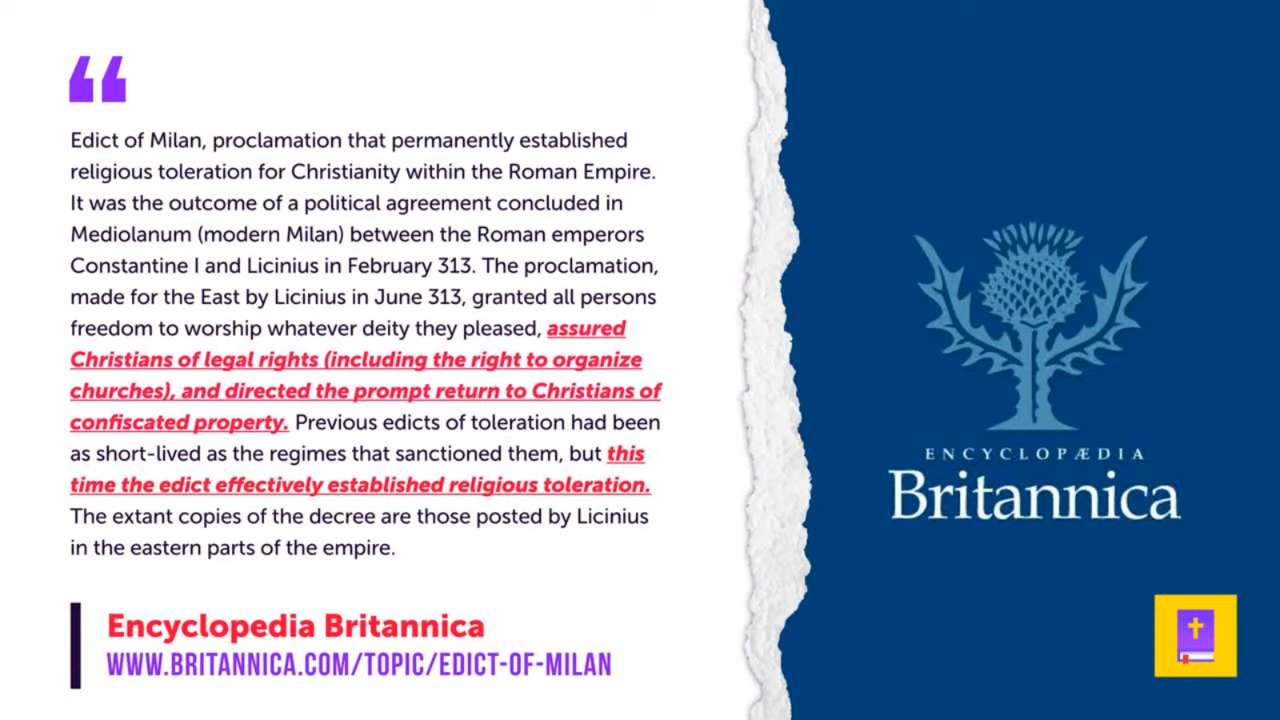 “
Edict of Milan, proclamation that permanently established
religious toleration for Christianity within the Roman Empire.
It was the outcome of a political agreement concluded in
Mediolanum (modern Milan) between the Roman emperors
Constantine I and Licinius in February 313. The proclamation,
made for the East by Licinius in June 313, granted all persons
freedom to worship whatever deity they pleased, assured
Christians of legal rights (including the right to organize
churches), and directed the prompt return to Christians of
confiscated property. Previous edicts of toleration had been
as short-lived as the regimes that sanctioned them, but this
time the edict effectively established religious toleration.
The extant copies of the decree are those posted by Licinius
in the eastern parts of the empire.
Encyclopedia Britannica
WWW.BRITANNICA.COM/TOPIC/EDICT-OF-MILAN
ENCYCLOPÆDIA
Britannica